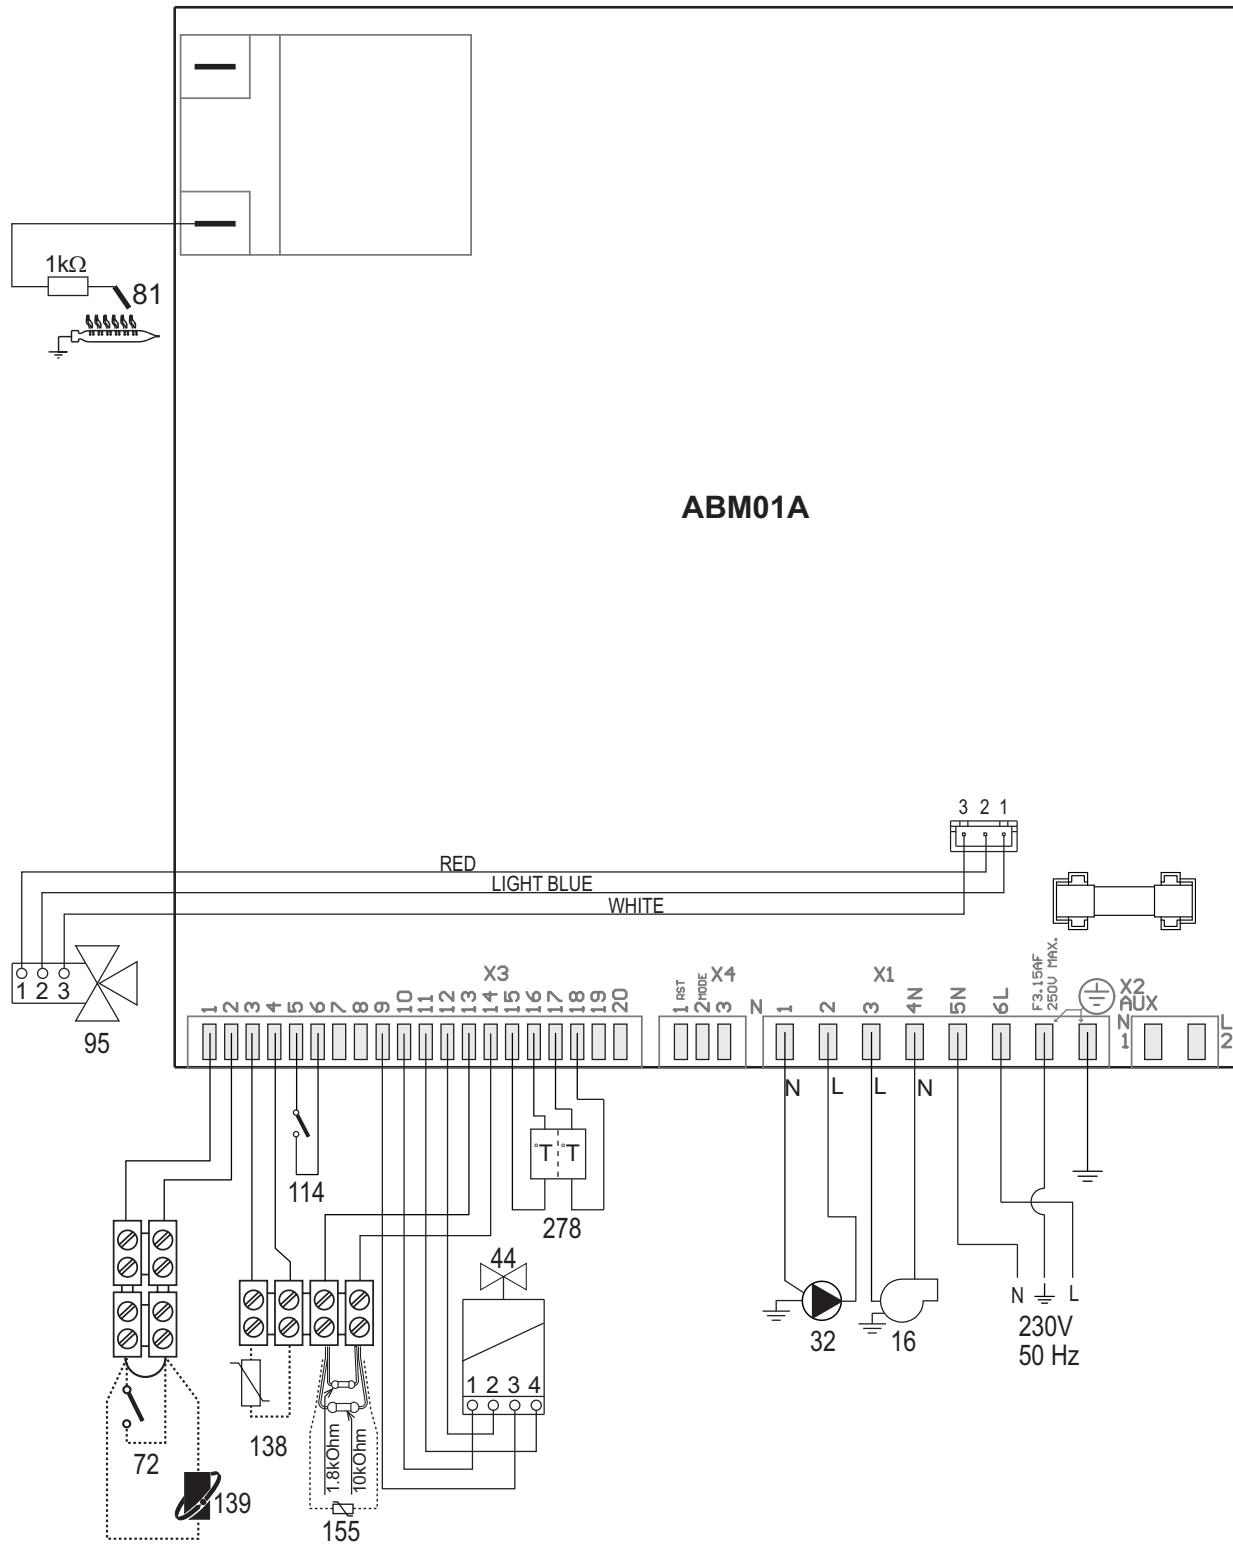 1kΩ
81
ABM01A
3 2 1
RED
LIGHT BLUE
WHITE
1 2 3
95
X3
1 2 3 4 5 6 7 8 9 10 11 12 13 14 15 16 17 18 19 20
X4
1 RST
2 MODE
3
N
X1
1 2 3 4N 5N 6L
F3.15AF
250V MAX.
X2
AUX
N
1
L
2
N L L N
°T °T
114
278
44
1 2 3 4
32
16
N L
230V
50 Hz
72
138
1.8kOhm
10kOhm
139
155